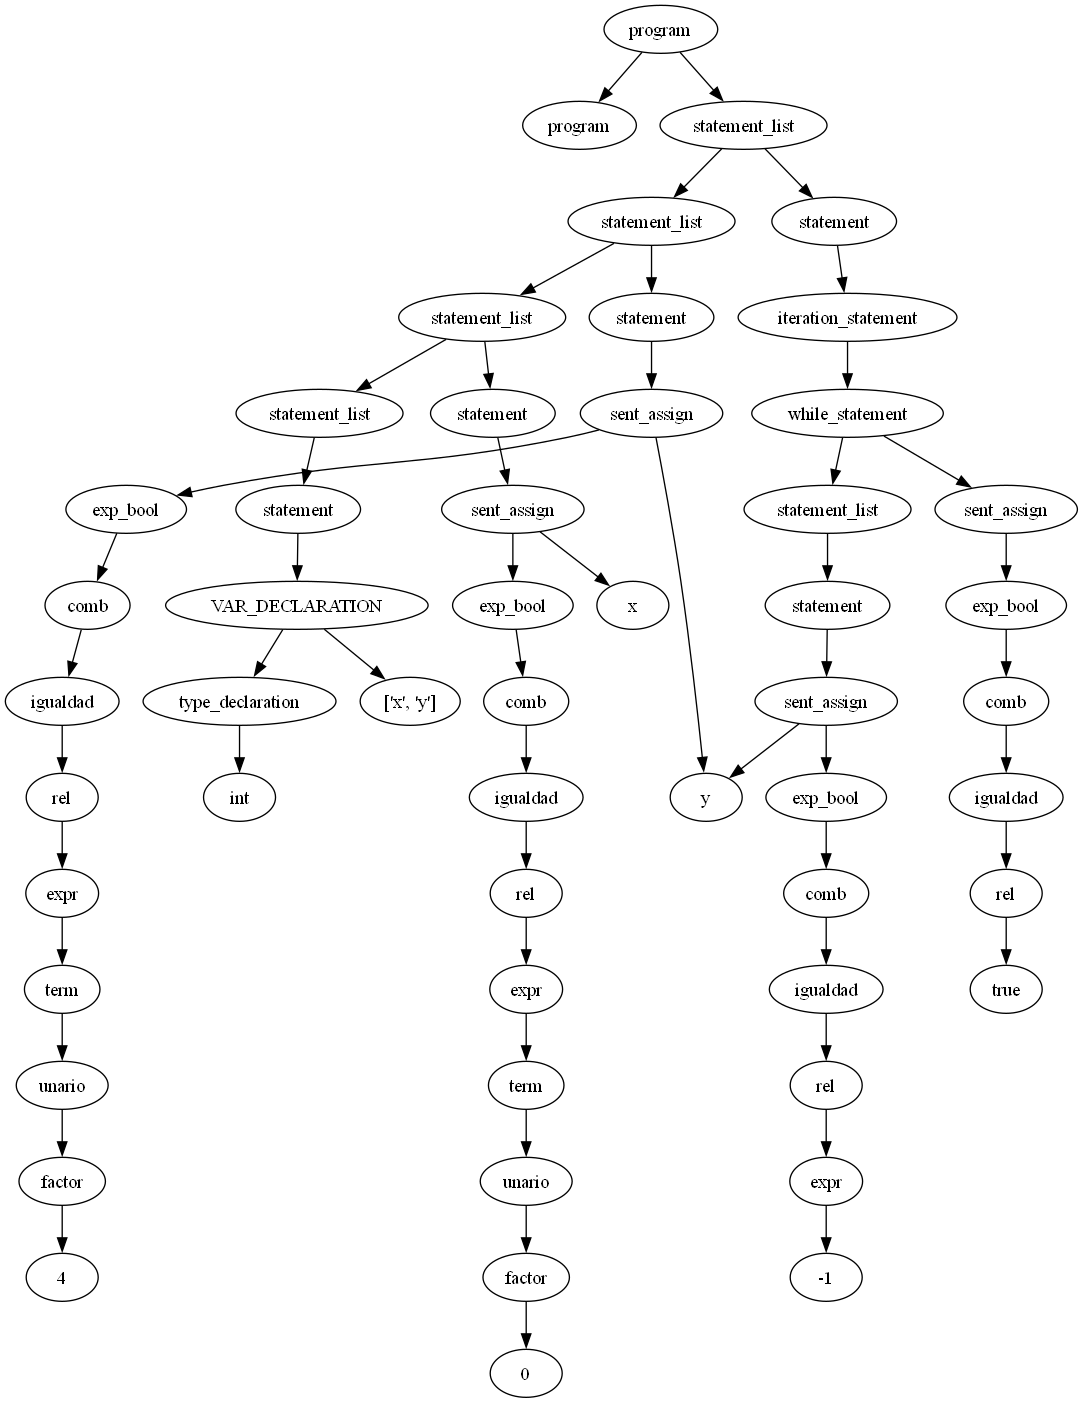 program
program
statement_list
statement_list
statement
statement_list
statement
iteration_statement
statement_list
statement
sent_assign
while_statement
exp_bool
statement
sent_assign
statement_list
sent_assign
comb
VAR_DECLARATION
exp_bool
x
statement
exp_bool
igualdad
type_declaration
['x', 'y']
comb
sent_assign
comb
rel
int
igualdad
y
exp_bool
igualdad
expr
rel
comb
rel
term
expr
igualdad
true
unario
term
rel
factor
unario
expr
4
factor
-1
0